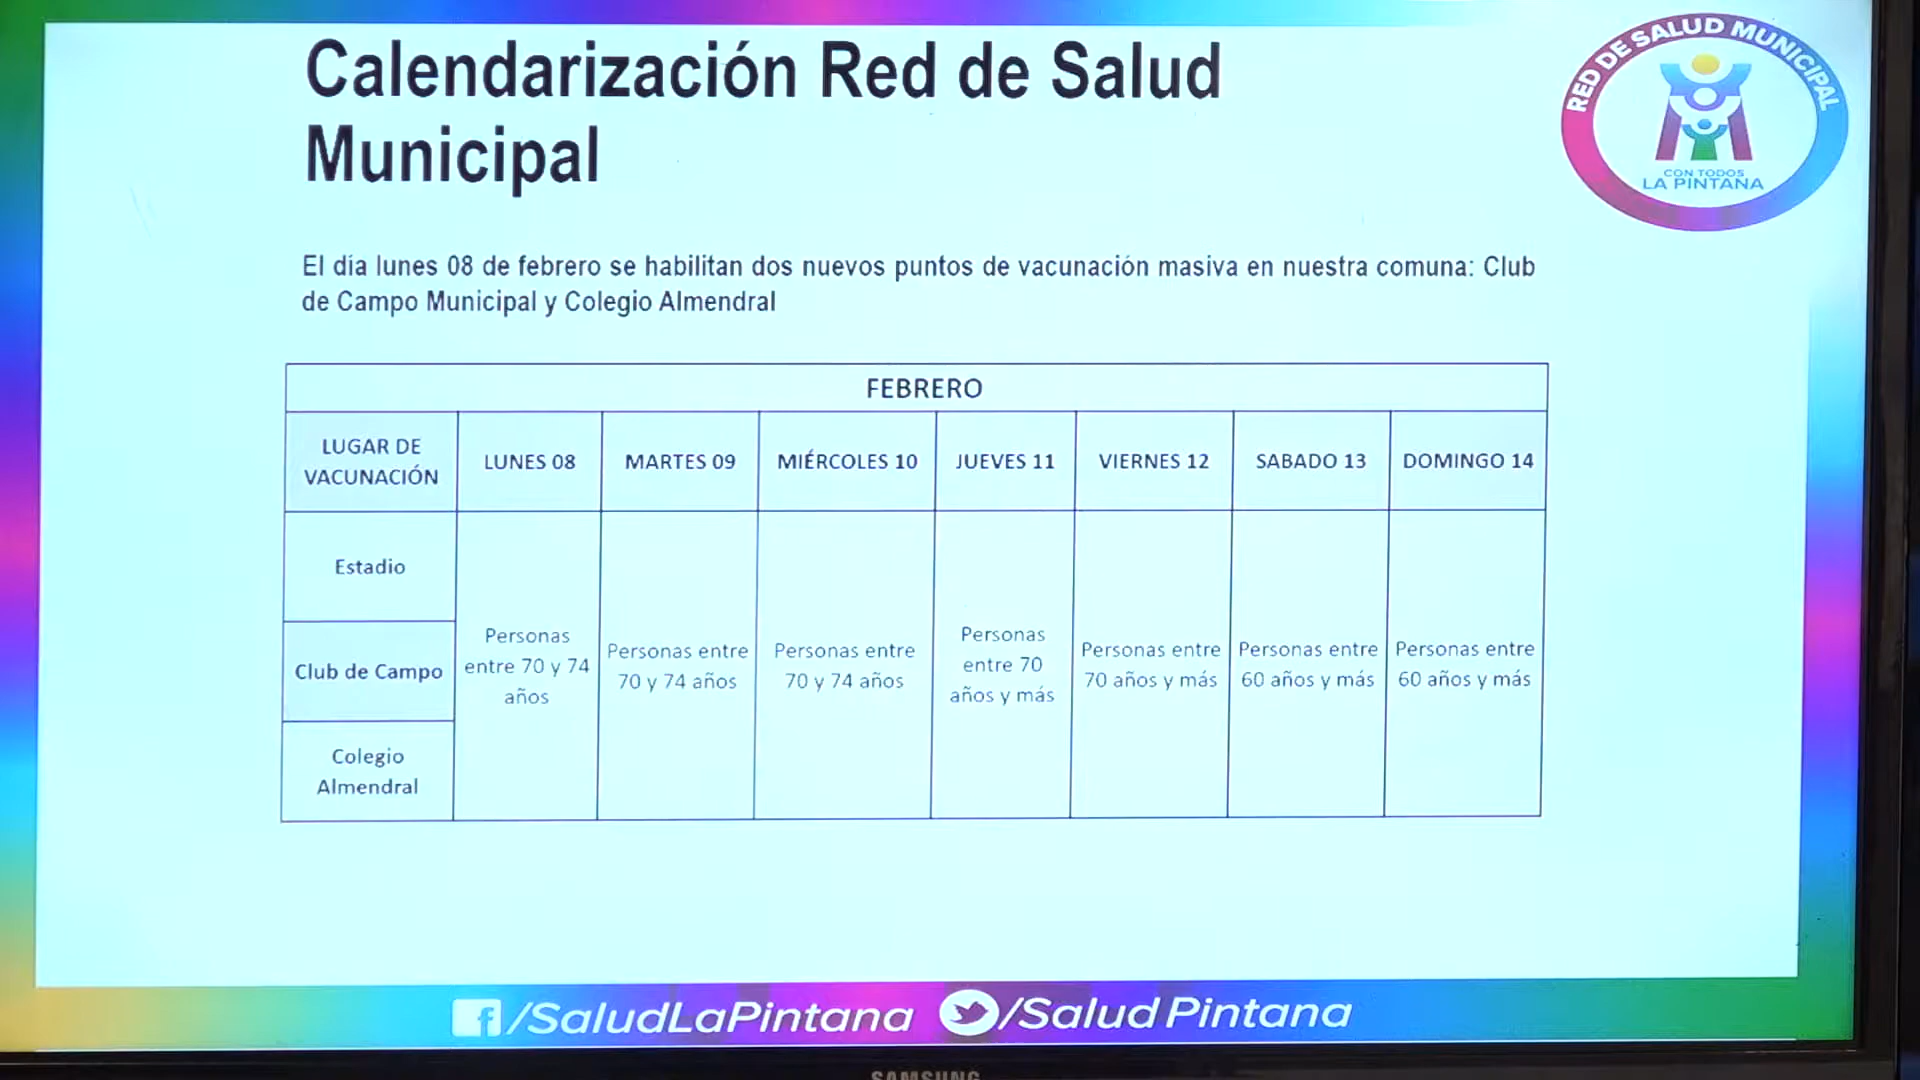 Calendarización Red de Salud
Municipal
RED DE SALUD MUNICIPAL
CON TODOS
LA PINTANA
El día lunes 08 de febrero se habilitan dos nuevos puntos de vacunación masiva en nuestra comuna: Club
de Campo Municipal y Colegio Almendral
FEBRERO
LUGAR DE
VACUNACIÓN
LUNES 08
MARTES 09
MIÉRCOLES 10
JUEVES 11
VIERNES 12
SABADO 13
DOMINGO 14
Estadio
Club de Campo
Colegio
Almendral
Personas
entre 70 y 74
años
Personas entre
70 y 74 años
Personas entre
70 y 74 años
Personas
entre 70
años y más
Personas entre
70 años y más
Personas entre
60 años y más
Personas entre
60 años y más
/SaludLaPintana
/Salud Pintana
SAMSUNG